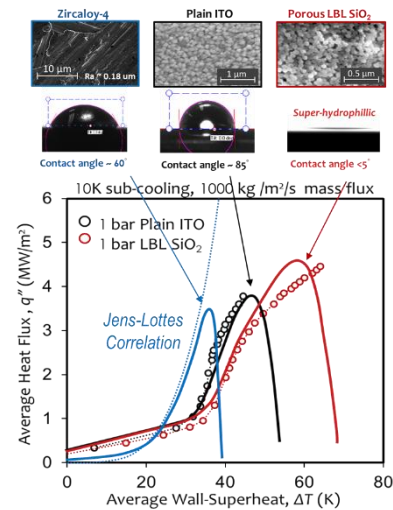 Zircaloy-4
Plain ITO
Porous LBL SiO2
10 μm
Ra ~ 0.18 um
1 μm
0.5 μm
Super-hydrophillic
Contact angle ~ 60°
Contact angle ~ 85°
Contact angle <5°
10K sub-cooling, 1000 kg /m²/s mass flux
1 bar Plain ITO
1 bar LBL SiO2
Jens-Lottes
Correlation
Average Heat Flux, q" (MW/m²)
6
5
4
3
2
1
0
0
20
40
60
80
Average Wall-Superheat, ΔT (K)